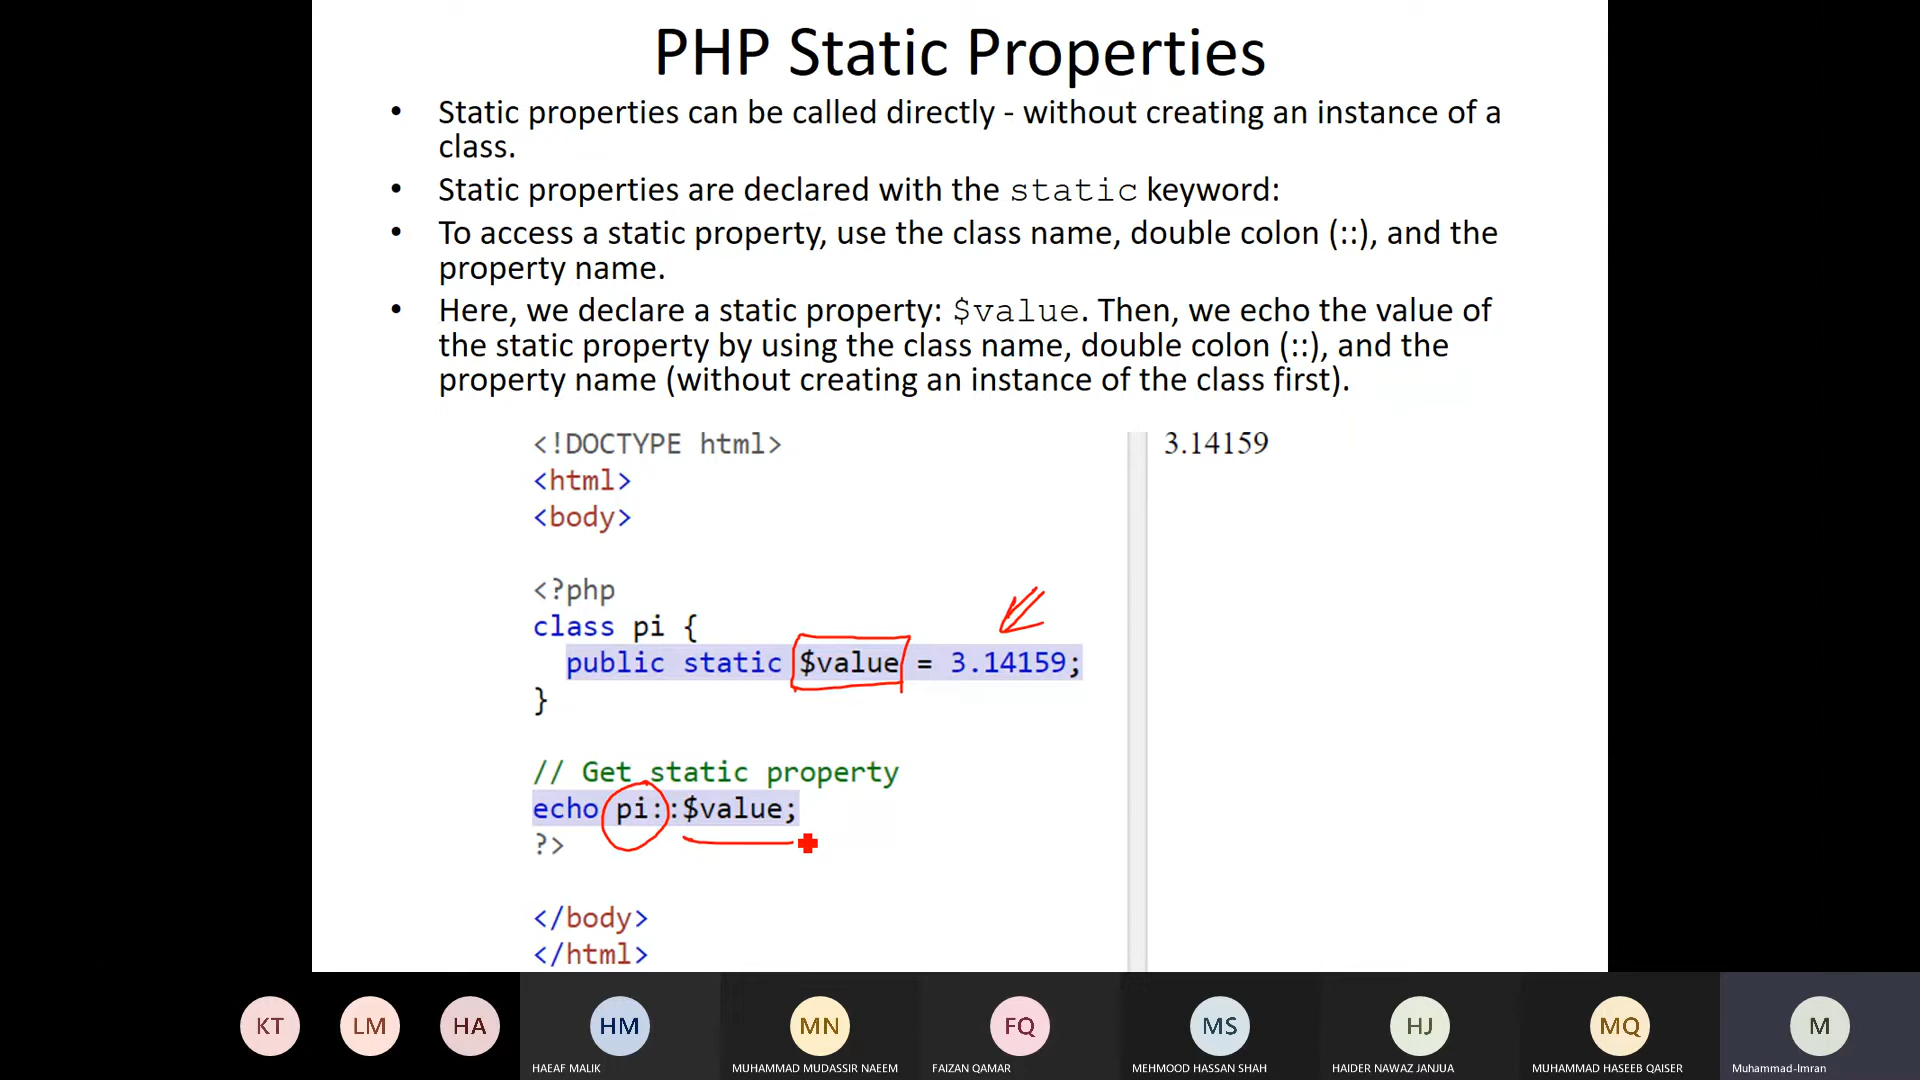 PHP Static Properties
• Static properties can be called directly - without creating an instance of a
class.
• Static properties are declared with the static keyword:
• To access a static property, use the class name, double colon (::), and the
property name.
• Here, we declare a static property: $value. Then, we echo the value of
the static property by using the class name, double colon (::), and the
property name (without creating an instance of the class first).
<!DOCTYPE html>
<html>
<body>
<?php
class pi {
public static $value = 3.14159;
}
// Get static property
echo pi::$value;
?>
</body>
</html>
3.14159
KT LM HA HM MN FQ MS HJ MQ M
HAEAF MALIK MUHAMMAD MUDASSIR NAEEM FAIZAN QAMAR MEHMOOD HASSAN SHAH HAIDER NAWAZ JANJUA MUHAMMAD HASEEB QAISER Muhammad-Imran